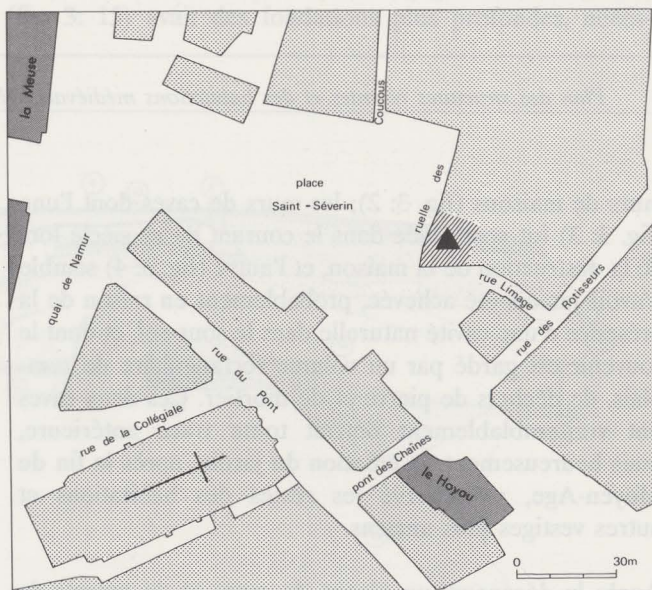 la Meuse
Coucous
ruelle des
place
Saint-Séverin
quai de Namur
rue Limage
rue des Rotisseurs
rue du Pont
rue de la Collégiale
pont des Chaînes
le Hoyou
0 30m